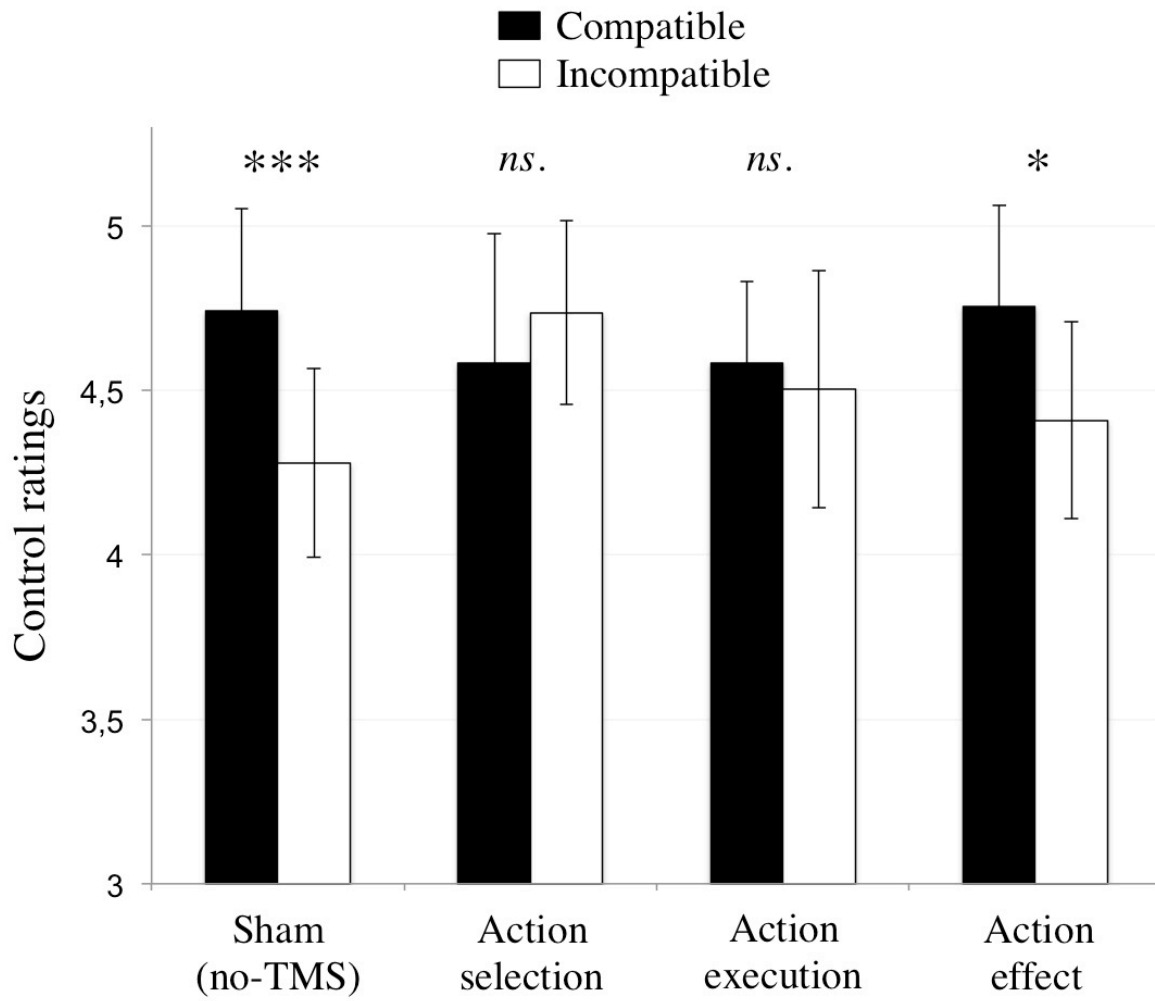 Compatible
Incompatible
*** ns. ns. *
5
4,5
4
3,5
3
Control ratings
Sham
(no-TMS)
Action
selection
Action
execution
Action
effect